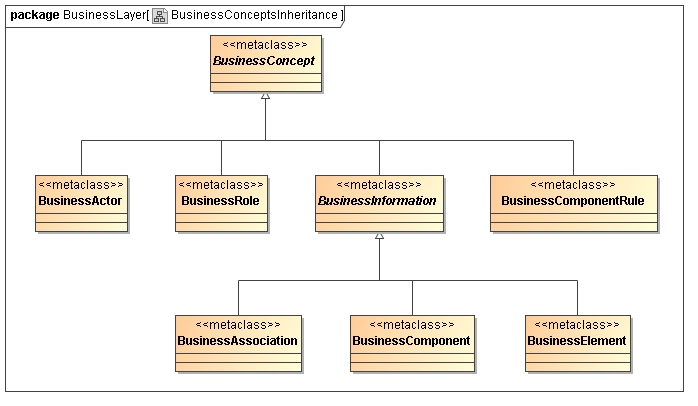 package BusinessLayer[ BusinessConceptsInheritance ]
<<metaclass>>
BusinessConcept
<<metaclass>>
BusinessActor
<<metaclass>>
BusinessRole
<<metaclass>>
BusinessInformation
<<metaclass>>
BusinessComponentRule
<<metaclass>>
BusinessAssociation
<<metaclass>>
BusinessComponent
<<metaclass>>
BusinessElement